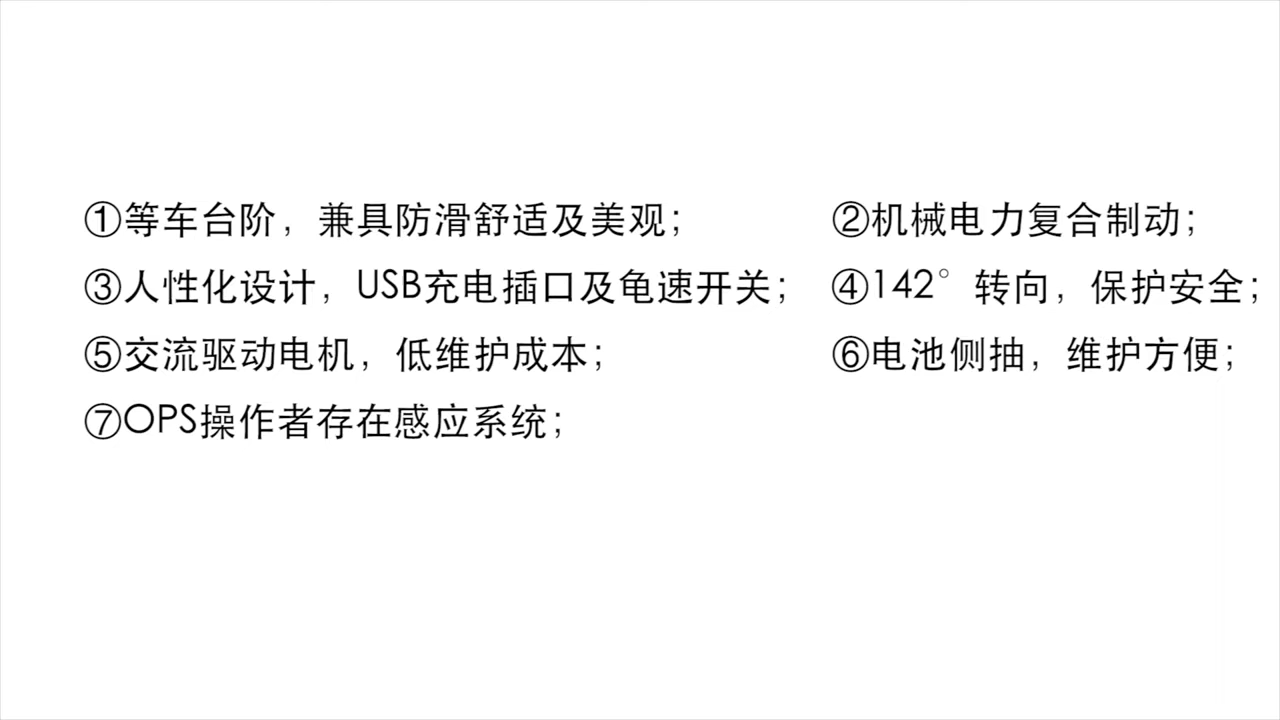 ①等车台阶，兼具防滑舒适及美观；
②机械电力复合制动；
③人性化设计，USB充电插口及龟速开关；
④142°转向，保护安全；
⑤交流驱动电机，低维护成本；
⑥电池侧抽，维护方便；
⑦OPS操作者存在感应系统；